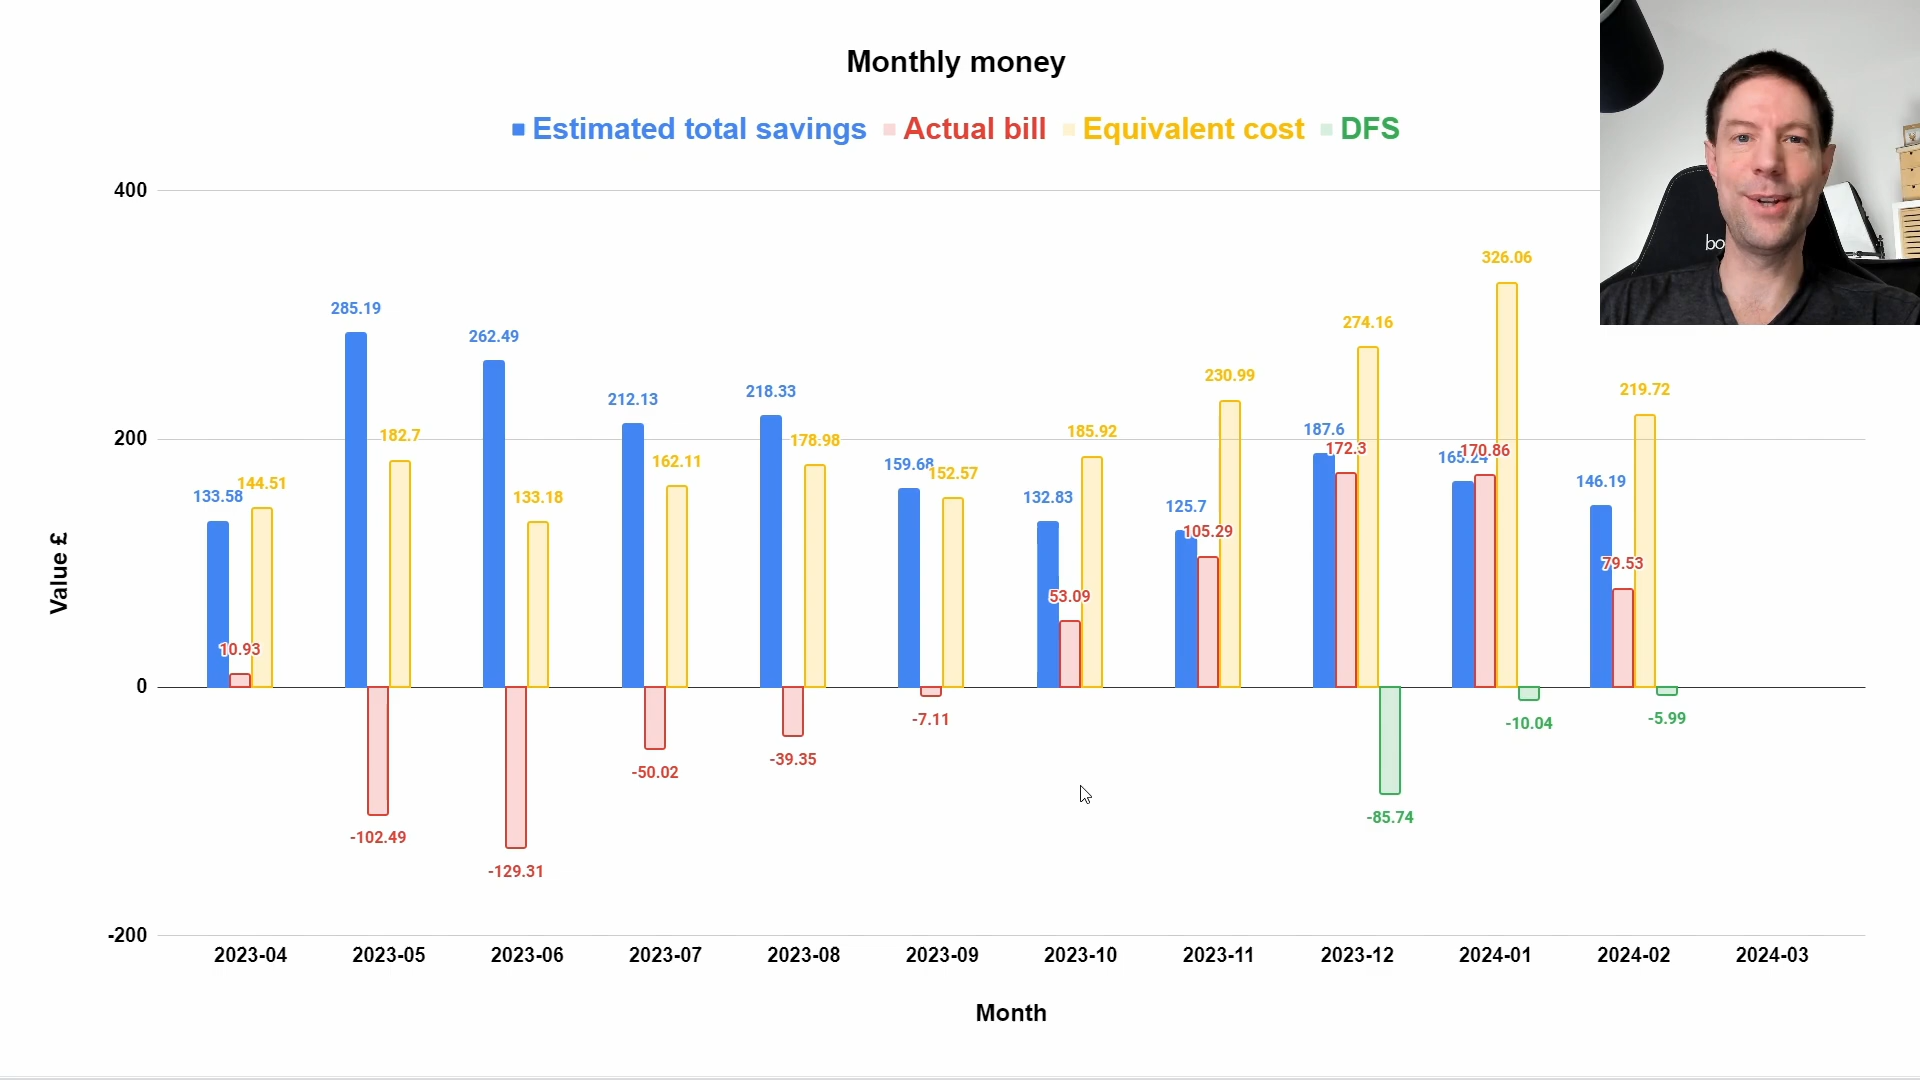 Monthly money
Estimated total savings Actual bill Equivalent cost DFS
400
200
0
-200
Value £
133.58 10.93 144.51
285.19 -102.49 182.7
262.49 -129.31 133.18
212.13 -50.02 162.11
218.33 -39.35 178.98
159.68 -7.11 152.57
132.83 53.09 185.92
125.7 105.29 230.99
187.6 172.3 274.16 -85.74
165.24 170.86 326.06 -10.04
146.19 79.53 219.72 -5.99
2023-04 2023-05 2023-06 2023-07 2023-08 2023-09 2023-10 2023-11 2023-12 2024-01 2024-02 2024-03
Month